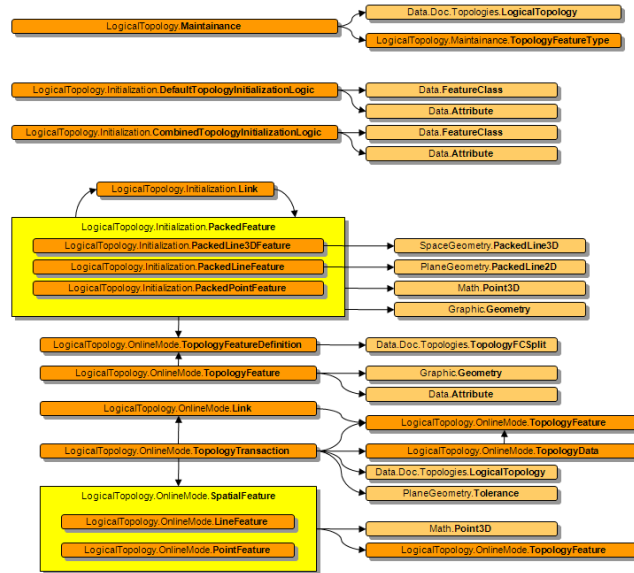 LogicalTopology.Maintainance
Data.Doc.Topologies.LogicalTopology
LogicalTopology.Maintainance.TopologyFeatureType
LogicalTopology.Initialization.DefaultTopologyInitializationLogic
Data.FeatureClass
Data.Attribute
LogicalTopology.Initialization.CombinedTopologyInitializationLogic
Data.FeatureClass
Data.Attribute
LogicalTopology.Initialization.Link
LogicalTopology.Initialization.PackedFeature
LogicalTopology.Initialization.PackedLine3DFeature
SpaceGeometry.PackedLine3D
LogicalTopology.Initialization.PackedLineFeature
PlaneGeometry.PackedLine2D
LogicalTopology.Initialization.PackedPointFeature
Math.Point3D
Graphic.Geometry
LogicalTopology.OnlineMode.TopologyFeatureDefinition
Data.Doc.Topologies.TopologyFCSplit
LogicalTopology.OnlineMode.TopologyFeature
Graphic.Geometry
Data.Attribute
LogicalTopology.OnlineMode.Link
LogicalTopology.OnlineMode.TopologyFeature
LogicalTopology.OnlineMode.TopologyTransaction
LogicalTopology.OnlineMode.TopologyData
Data.Doc.Topologies.LogicalTopology
PlaneGeometry.Tolerance
LogicalTopology.OnlineMode.SpatialFeature
LogicalTopology.OnlineMode.LineFeature
Math.Point3D
LogicalTopology.OnlineMode.PointFeature
LogicalTopology.OnlineMode.TopologyFeature